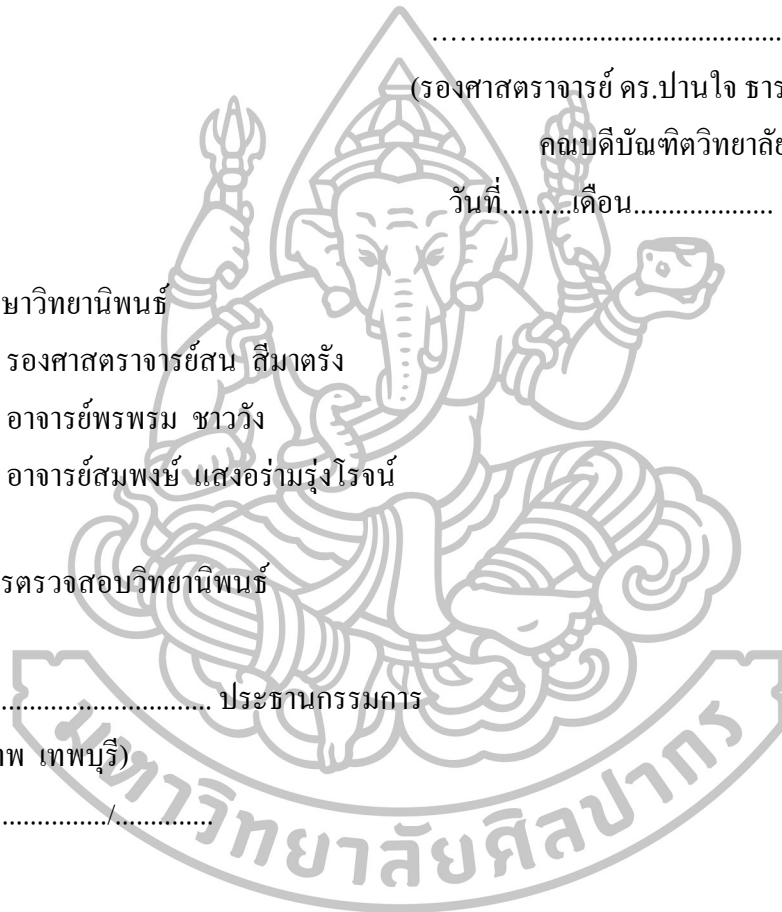 …….........................................
(รองศาสตราจารย์ ดร.ปานใจ ธาร
คณบดีบัณฑิตวิทยาลัย
วันที่..........เดือน....................
ษาวิทยานิพนธ์
รองศาสตราจารย์สน สีมาตรัง
อาจารย์พรพรม ชาววัง
อาจารย์สมพงษ์ แสงอร่ามรุ่งโรจน์
รตรวจสอบวิทยานิพนธ์
.............................. ประธานกรรมการ
าพ เทพบุรี)
.............../..............
มหาวิทยาลัยศิลปากร